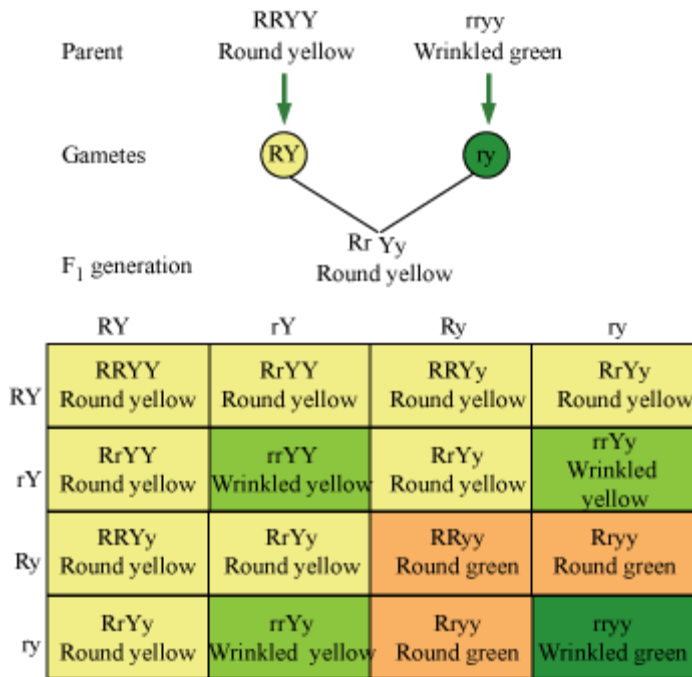 RRYY rryy
Parent Round yellow Wrinkled green
Gametes RY ry
Rr Yy
F₁ generation Round yellow
RY rY Ry ry
RRYY RrYY RRYy RrYy
RY Round yellow Round yellow Round yellow Round yellow
RrYY rrYY RrYy rrYy
rY Round yellow Wrinkled yellow Round yellow Wrinkled
yellow
RRYy RrYy RRyy Rryy
Ry Round yellow Round yellow Round green Round green
RrYy rrYy Rryy rryy
ry Round yellow Wrinkled yellow Round green Wrinkled green